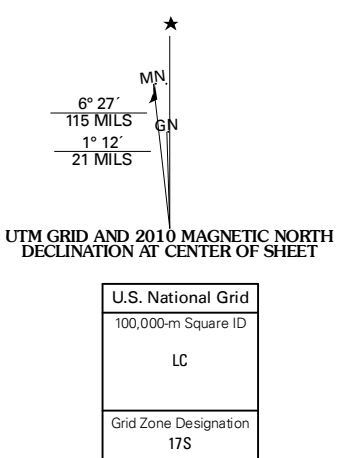 M.N.
6° 27´
115 MILS
GN
1° 12´
21 MILS
UTM GRID AND 2010 MAGNETIC NORTH
DECLINATION AT CENTER OF SHEET
U.S. National Grid
100,000-m Square ID
LC
Grid Zone Designation
17S